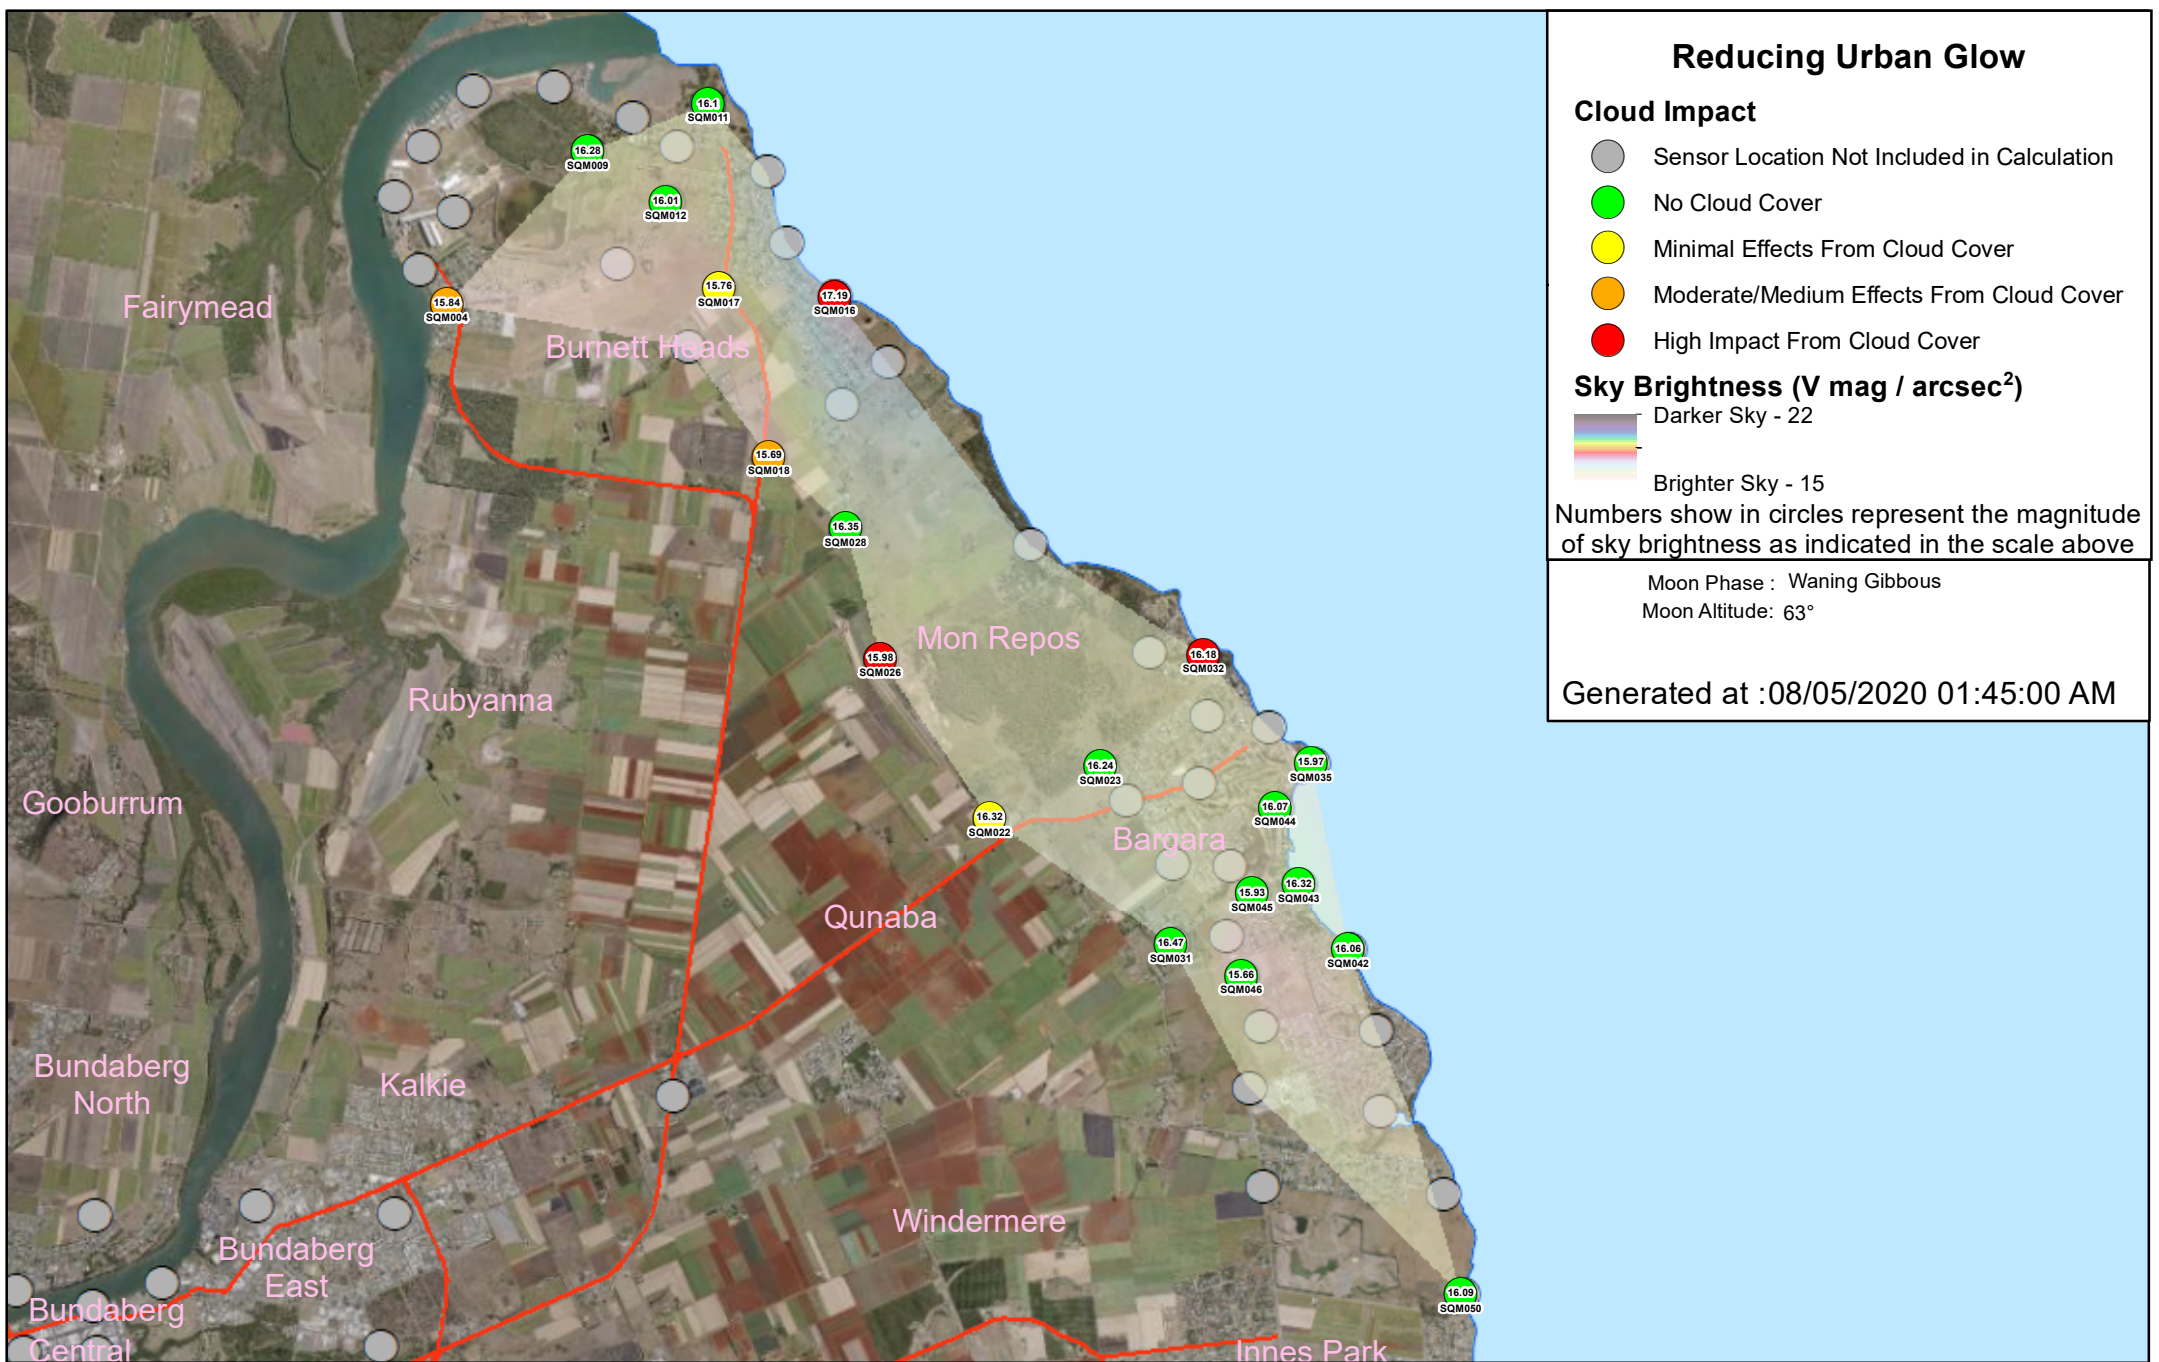 Reducing Urban Glow
Cloud Impact
Sensor Location Not Included in Calculation
No Cloud Cover
Minimal Effects From Cloud Cover
Moderate/Medium Effects From Cloud Cover
High Impact From Cloud Cover
Sky Brightness (V mag / arcsec²)
Darker Sky - 22
Brighter Sky - 15
Numbers show in circles represent the magnitude
of sky brightness as indicated in the scale above
Moon Phase : Waning Gibbous
Moon Altitude: 63°
Generated at :08/05/2020 01:45:00 AM
16.1
SQM011
16.28
SQM009
16.01
SQM012
15.84
SQM004
15.76
SQM017
17.19
SQM016
Fairymead
Burnett Heads
15.69
SQM018
16.35
SQM028
Mon Repos
15.98
SQM026
16.18
SQM032
Rubyanna
16.24
SQM023
15.97
SQM035
Gooburrum
16.32
SQM022
16.07
SQM044
Bargara
15.93
SQM045
16.32
SQM043
Qunaba
16.47
SQM031
16.06
SQM042
15.66
SQM046
Bundaberg
North
Kalkie
Windermere
Bundaberg
East
16.09
SQM050
Bundaberg
Central
Innes Park